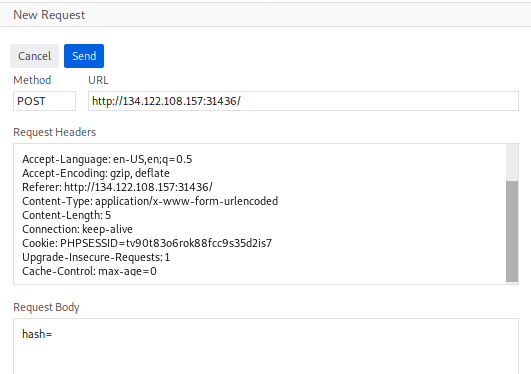 New Request
Cancel Send
Method URL
POST http://134.122.108.157:31436/
Request Headers
Accept-Language: en-US,en;q=0.5
Accept-Encoding: gzip, deflate
Referer: http://134.122.108.157:31436/
Content-Type: application/x-www-form-urlencoded
Content-Length: 5
Connection: keep-alive
Cookie: PHPSESSID=tv90t83o6rok88fcc9s35d2is7
Upgrade-Insecure-Requests: 1
Cache-Control: max-age=0
Request Body
hash=